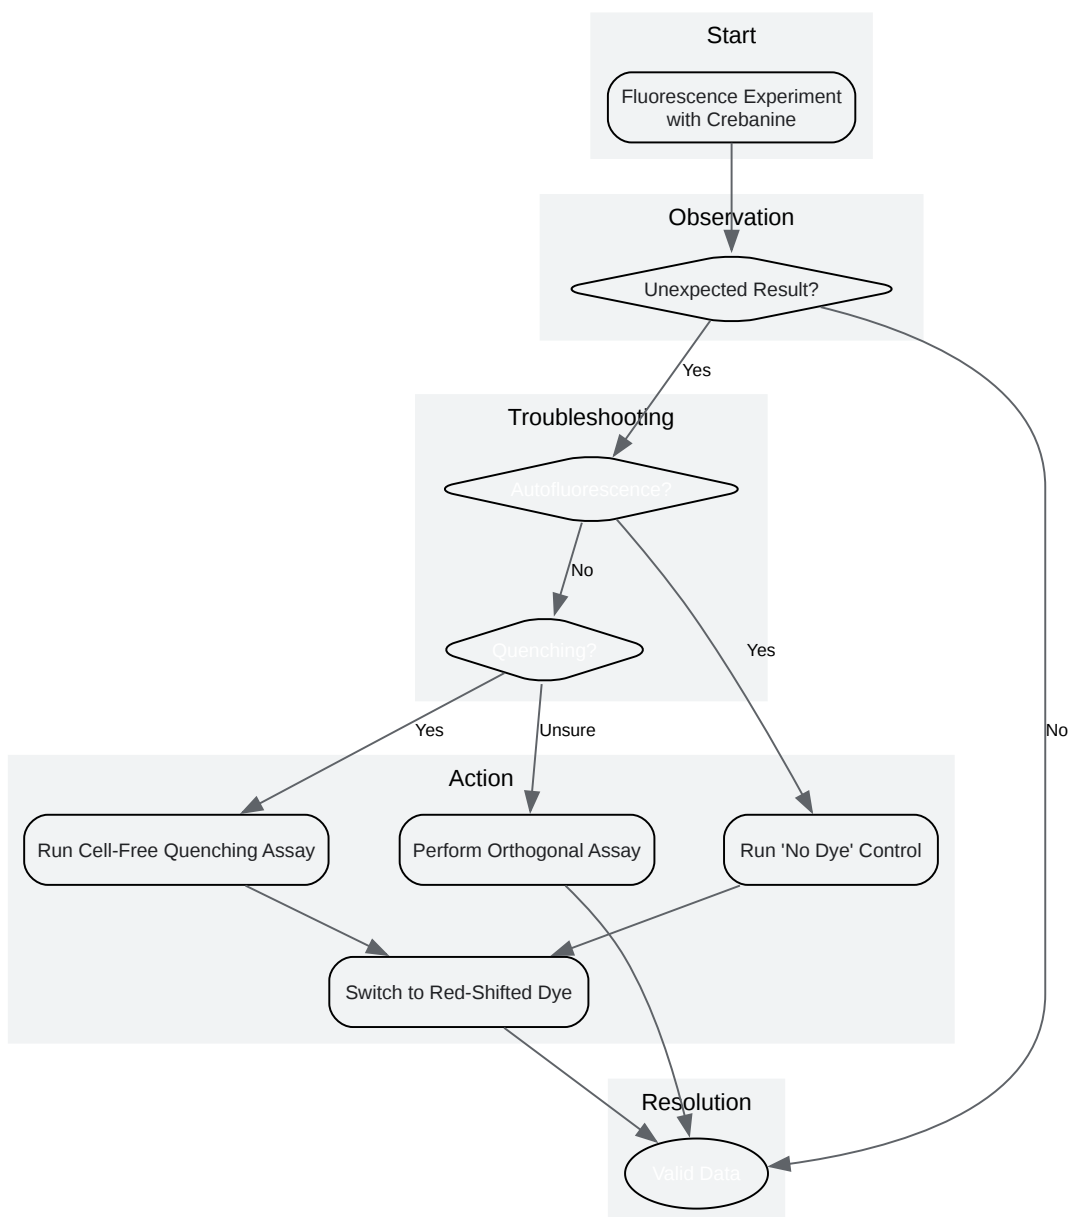 Start
Fluorescence Experiment
with Crebanine
Observation
Unexpected Result?
Yes
Troubleshooting
Autofluorescence?
No
Quenching?
Yes
Yes
Unsure
No
Action
Run Cell-Free Quenching Assay
Perform Orthogonal Assay
Run 'No Dye' Control
Switch to Red-Shifted Dye
Resolution
Valid Data